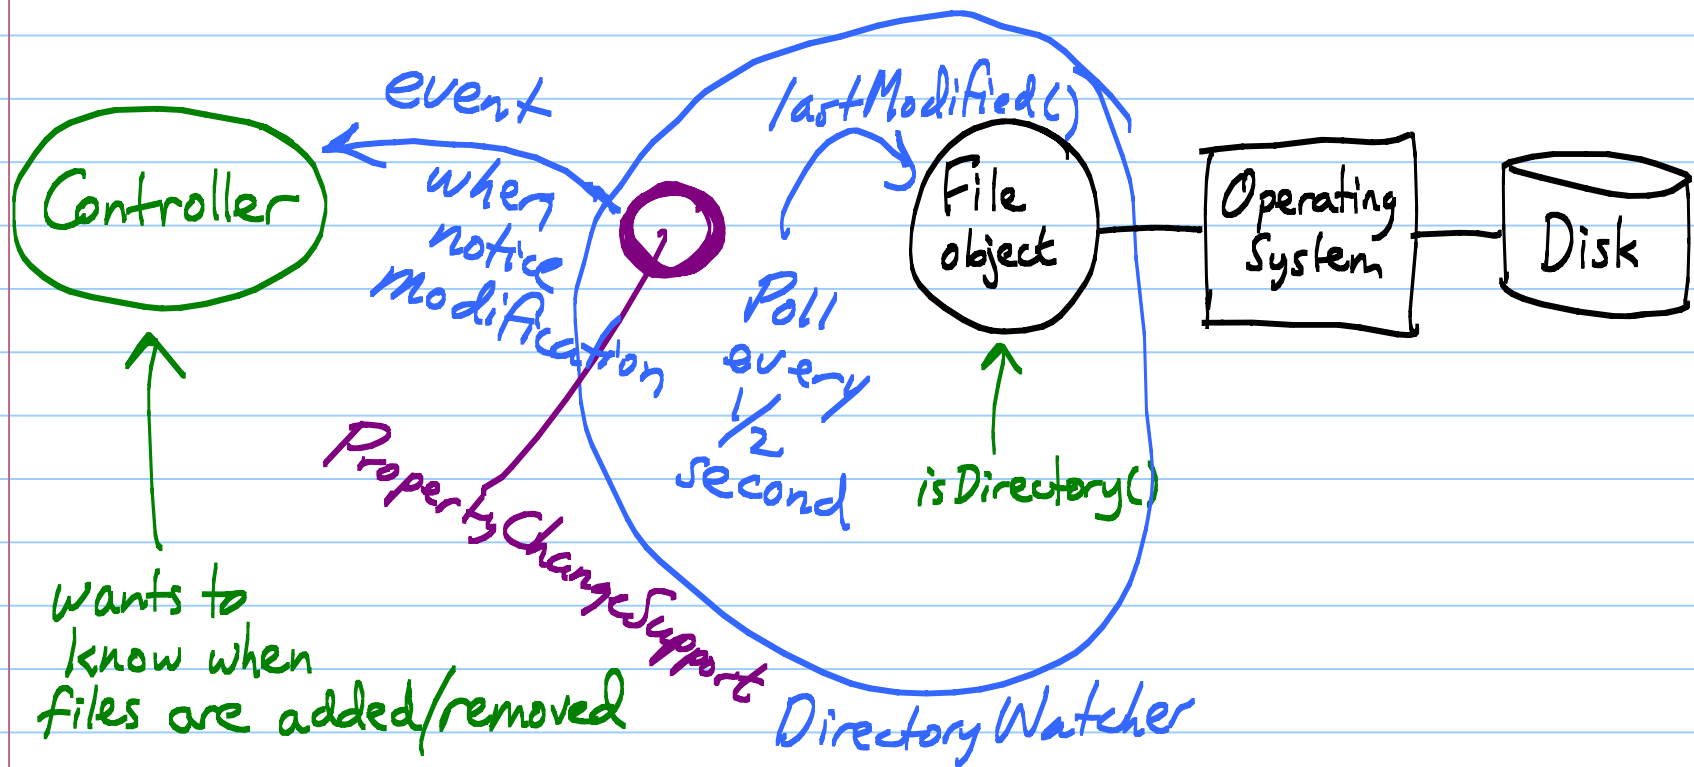 event
when
notice
modification
Controller
wants to
know when
files are added/removed
PropertyChangeSupport
lastModified()
Poll
every
1/2
second
File
object
isDirectory()
Operating
System
Disk
DirectoryWatcher